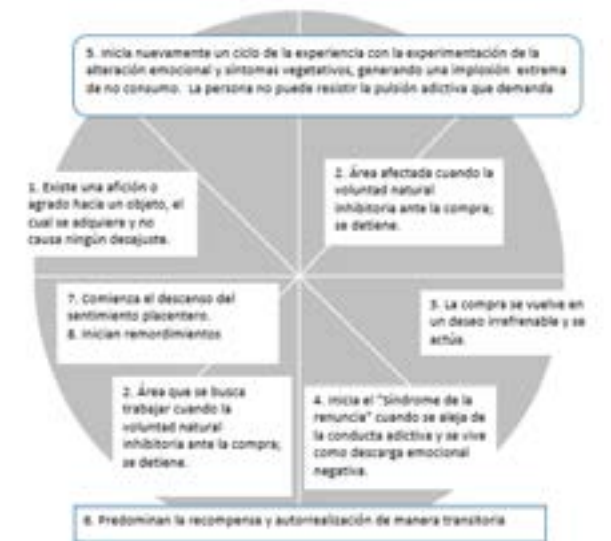 5. Inicia nuevamente un ciclo de la experiencia con la experimentación de la
alteración emocional y síntomas vegetativos, generando una implosión extrema
de no consumo. La persona no puede resistir la pulsión adictiva que demanda
1. Existe una afición o
agrado hacia un objeto, el
cual se adquiere y no
causa ningún desajuste.
2. Área afectada cuando la
voluntad natural
inhibitoria ante la compra;
se detiene.
3. La compra se vuelve en
un deseo irrefrenable y se
actúa.
7. Comienza el descenso del
sentimiento placentero.
8. Inician remordimientos
2. Área que se busca
trabajar cuando la
voluntad natural
inhibitoria ante la compra;
se detiene.
4. Inicia el "Síndrome de la
renuncia" cuando se aleja de
la conducta adictiva y se vive
como descarga emocional
negativa.
6. Predominan la recompensa y autorrealización de manera transitoria